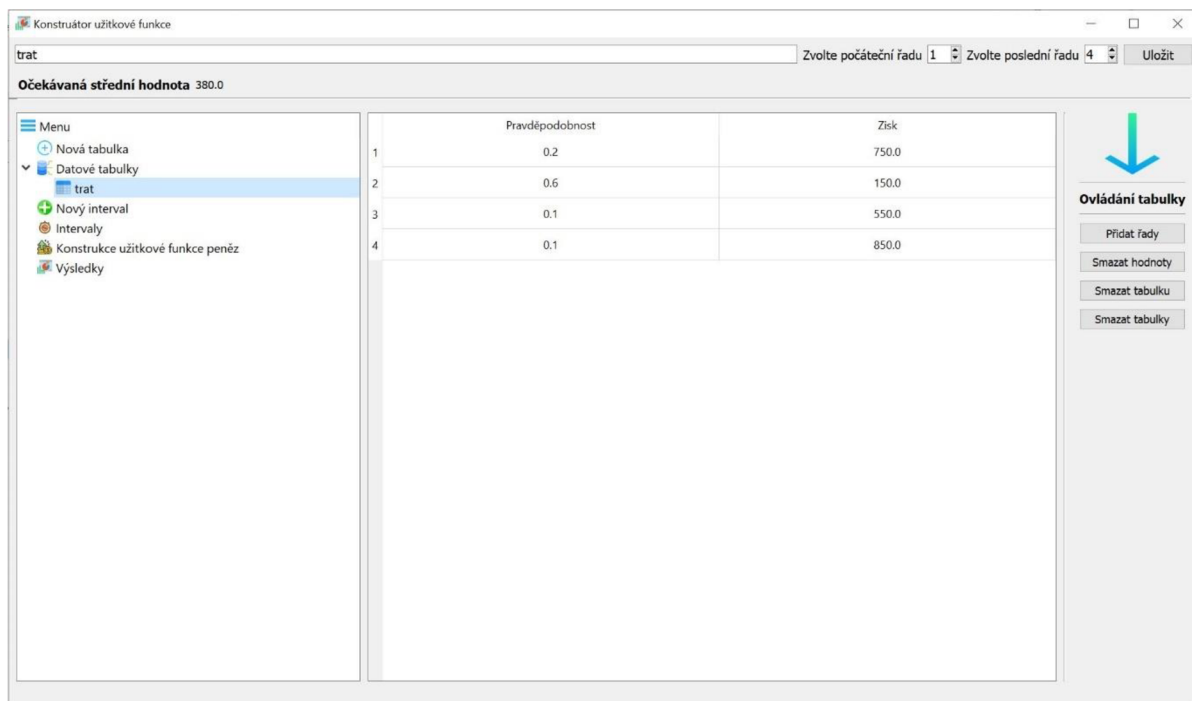 Konstruátor užitkové funkce
trat Zvolte počáteční řadu 1 Zvolte poslední řadu 4 Uložit
Očekávaná střední hodnota 380.0
Menu
Nová tabulka
Datové tabulky
trat
Nový interval
Intervaly
Konstrukce užitkové funkce peněz
Výsledky
Pravděpodobnost Zisk
1 0.2 750.0
2 0.6 150.0
3 0.1 550.0
4 0.1 850.0
Ovládání tabulky
Přidat řady
Smazat hodnoty
Smazat tabulku
Smazat tabulky